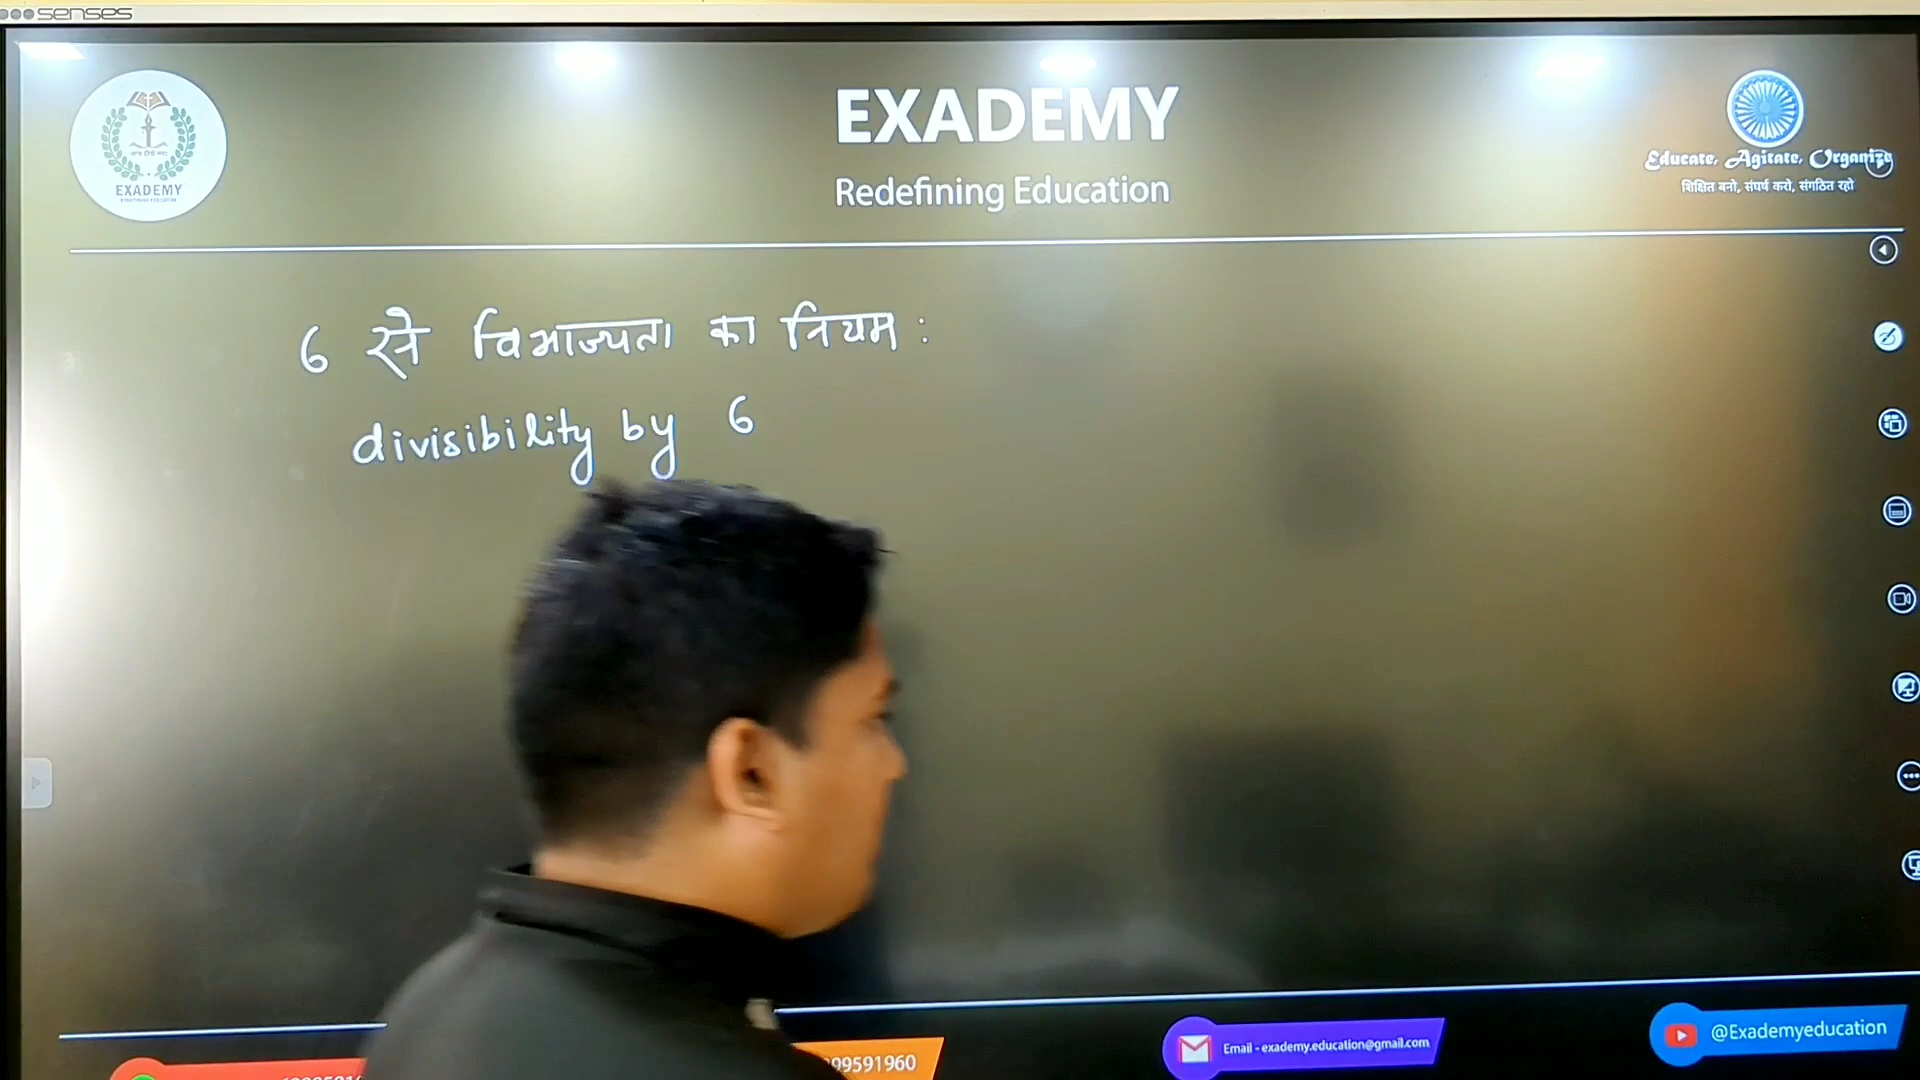 senses
EXADEMY
Redefining Education
EXADEMY
Educate, Agitate, Organize
शिक्षित बनो, संघर्ष करो, संगठित रहो
6 से विभाज्यता का नियम :
divisibility by 6
99591960
Email - exademy.education@gmail.com
@Exademyeducation